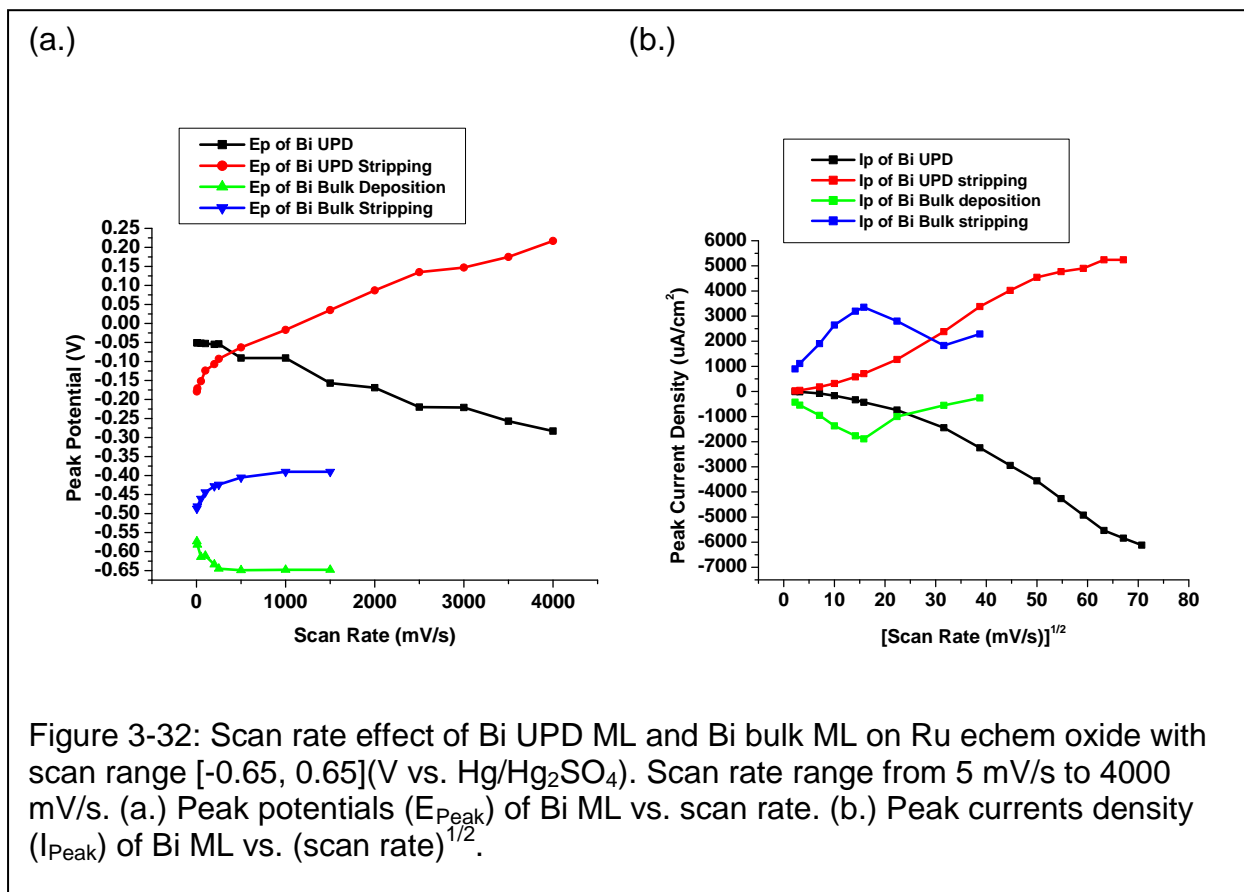 (a.)
(b.)
Ep of Bi UPD
Ep of Bi UPD Stripping
Ep of Bi Bulk Deposition
Ep of Bi Bulk Stripping
0.25
0.20
0.15
0.10
0.05
0.00
-0.05
-0.10
-0.15
-0.20
-0.25
-0.30
-0.35
-0.40
-0.45
-0.50
-0.55
-0.60
-0.65
Peak Potential (V)
0
1000
2000
3000
4000
Scan Rate (mV/s)
Ip of Bi UPD
Ip of Bi UPD stripping
Ip of Bi Bulk deposition
Ip of Bi Bulk stripping
6000
5000
4000
3000
2000
1000
0
-1000
-2000
-3000
-4000
-5000
-6000
-7000
Peak Current Density (uA/cm²)
0
10
20
30
40
50
60
70
80
[Scan Rate (mV/s)]^1/2
Figure 3-32: Scan rate effect of Bi UPD ML and Bi bulk ML on Ru echem oxide with
scan range [-0.65, 0.65](V vs. Hg/Hg₂SO₄). Scan rate range from 5 mV/s to 4000
mV/s. (a.) Peak potentials (E_Peak) of Bi ML vs. scan rate. (b.) Peak currents density
(I_Peak) of Bi ML vs. (scan rate)^1/2.